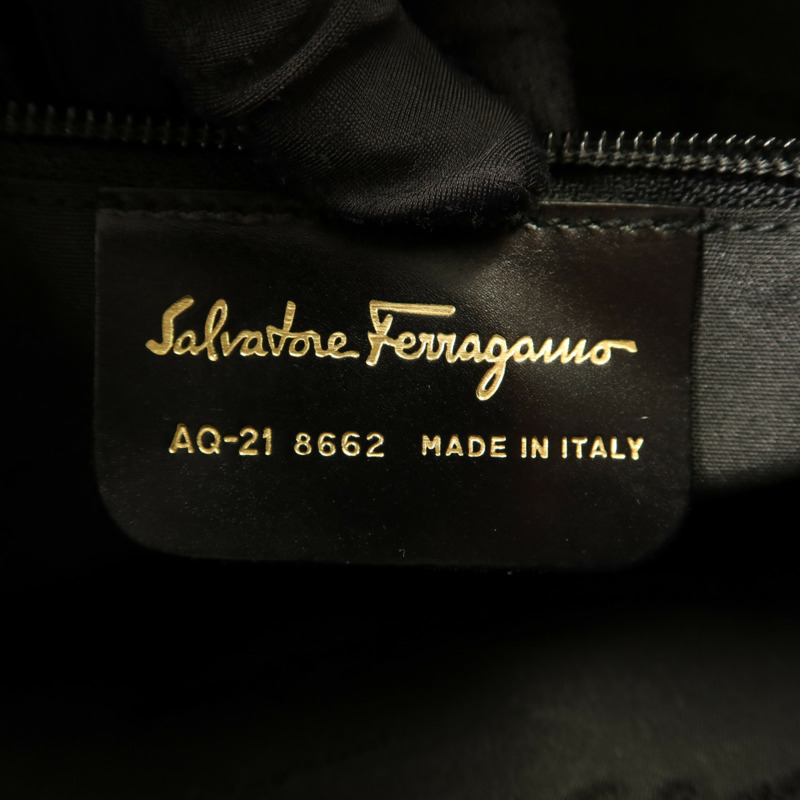 Salvatore Ferragamo
AQ-21 8662 MADE IN ITALY